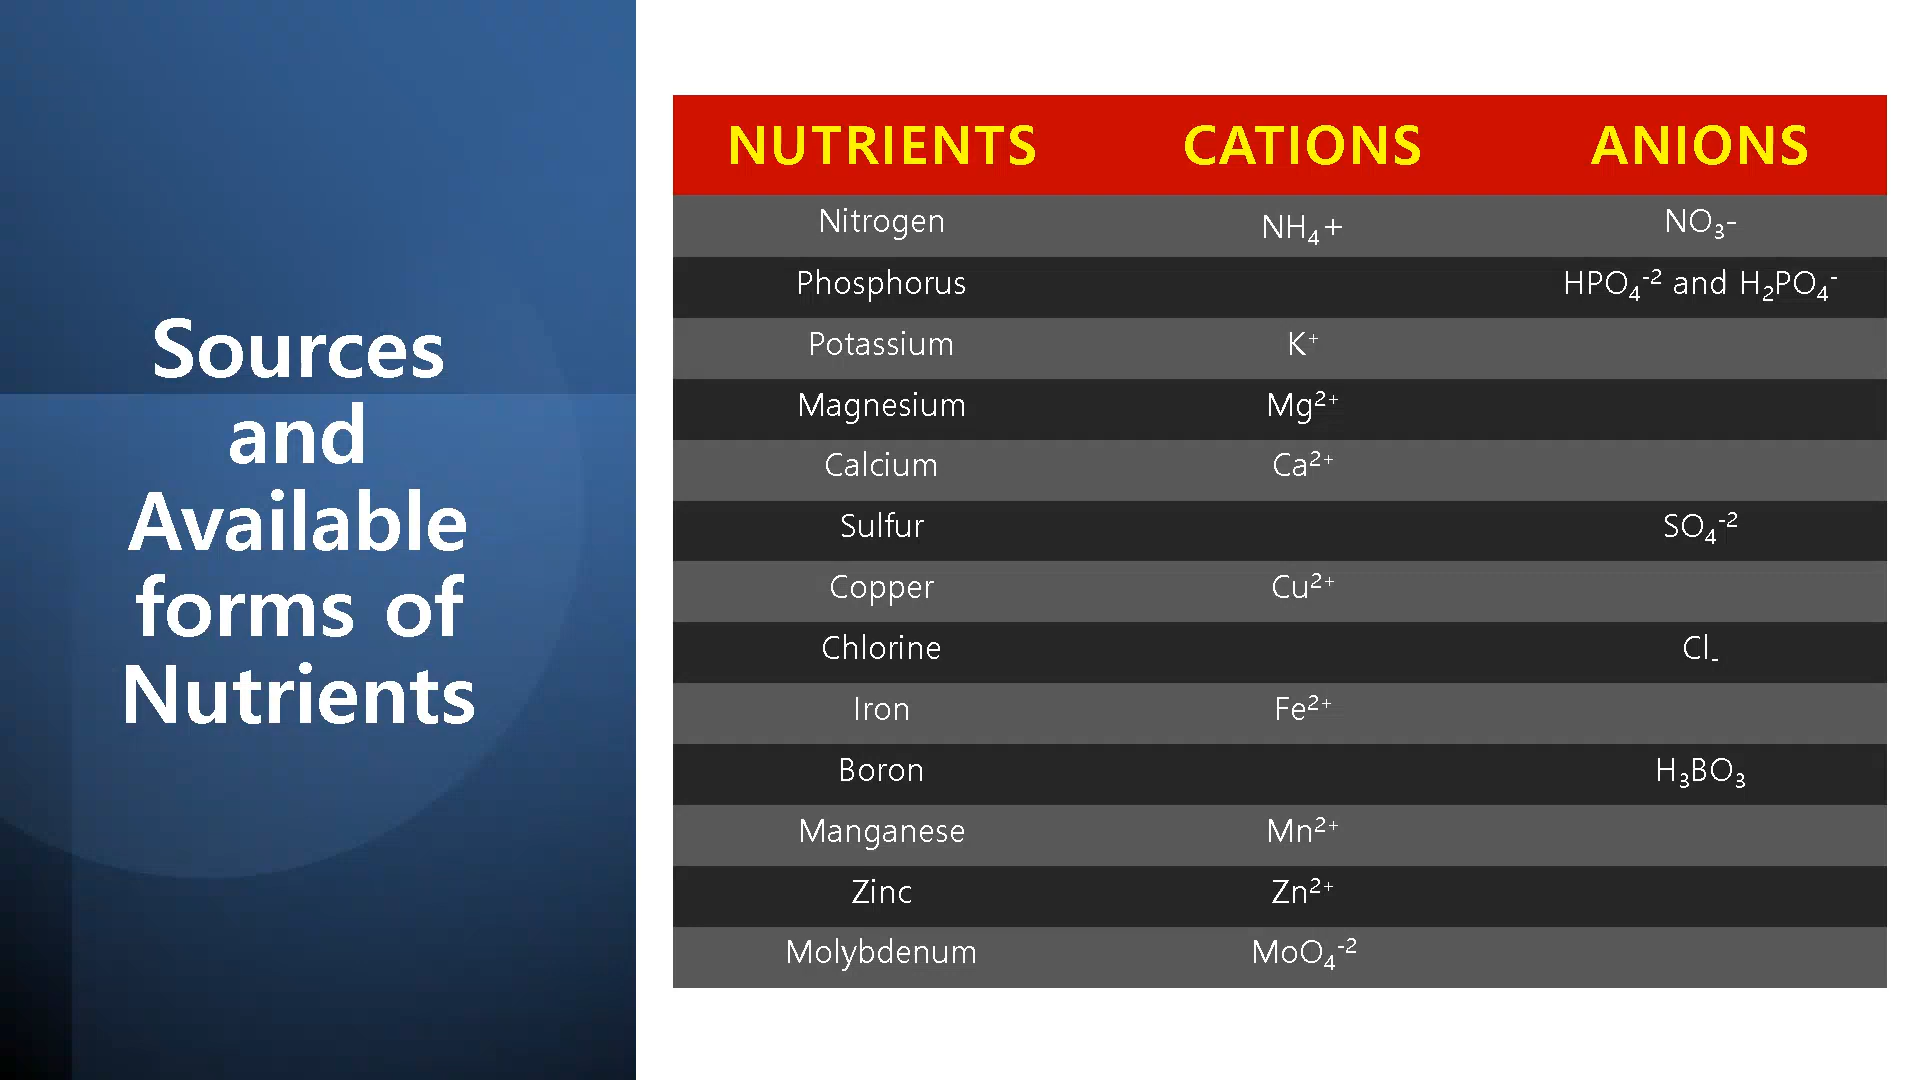 Sources
and
Available
forms of
Nutrients
NUTRIENTS CATIONS ANIONS
Nitrogen NH₄+ NO₃-
Phosphorus HPO₄⁻² and H₂PO₄⁻
Potassium K⁺
Magnesium Mg²⁺
Calcium Ca²⁺
Sulfur SO₄⁻²
Copper Cu²⁺
Chlorine Cl₋
Iron Fe²⁺
Boron H₃BO₃
Manganese Mn²⁺
Zinc Zn²⁺
Molybdenum MoO₄⁻²